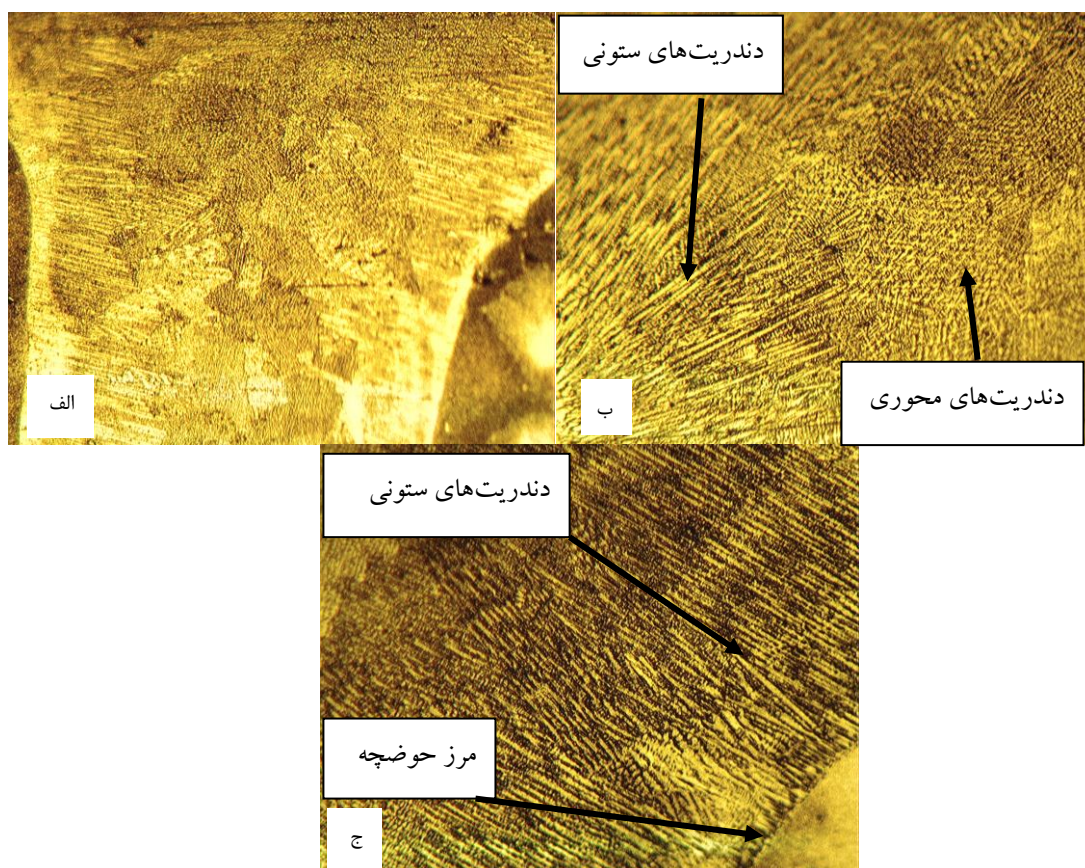 دندریت‌های ستونی
دندریت‌های محوری
الف
ب
دندریت‌های ستونی
مرز حوضچه
ج